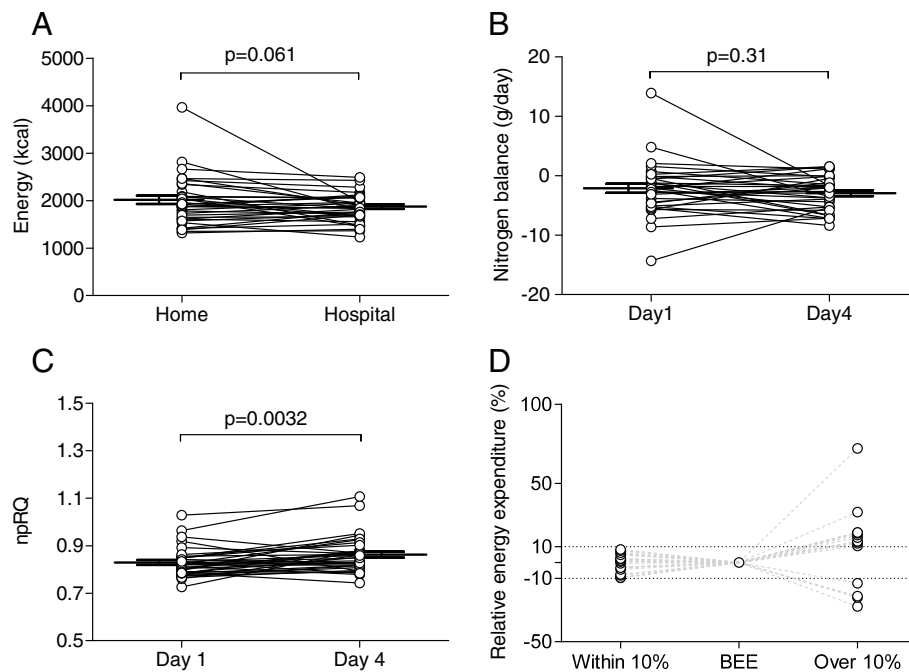 A
Energy (kcal)
5000
4000
3000
2000
1000
0
p=0.061
Home Hospital
B
Nitrogen balance (g/day)
20
10
0
-10
-20
p=0.31
Day1 Day4
C
npRQ
1.5
1.3
1.1
0.9
0.7
0.5
p=0.0032
Day 1 Day 4
D
Relative energy expenditure (%)
100
50
10
-10
-50
Within 10% BEE Over 10%